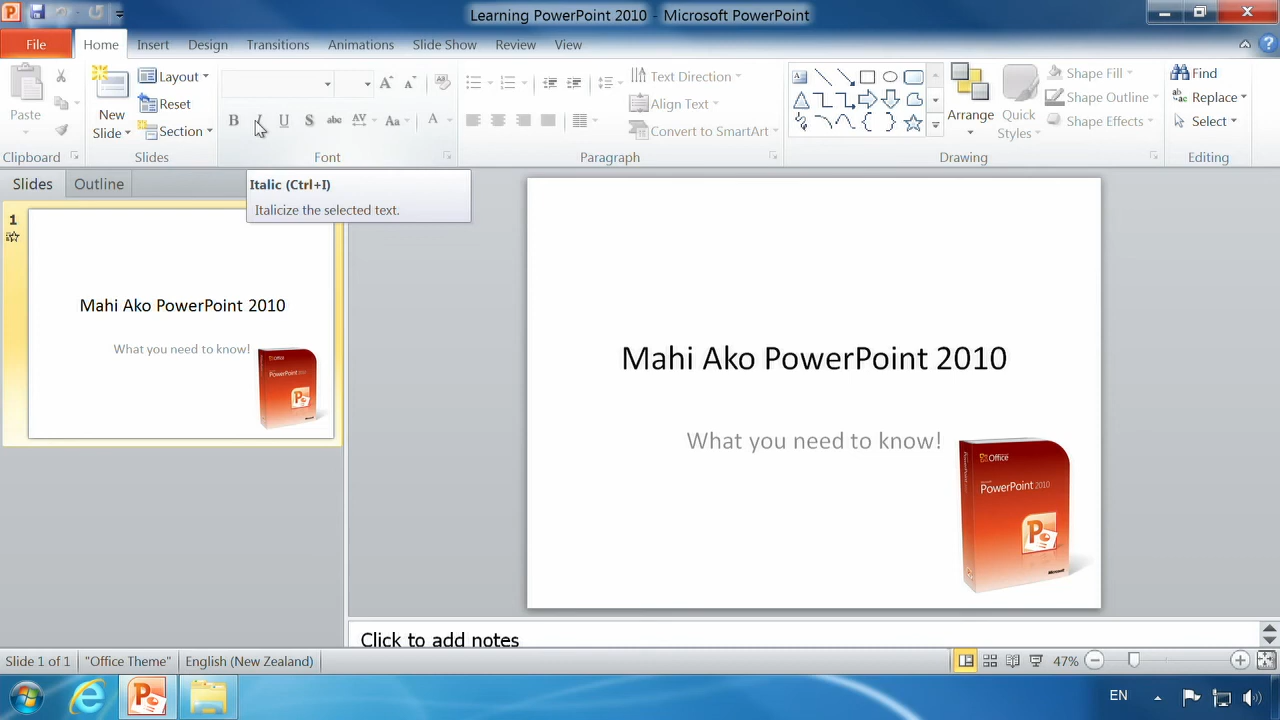 Learning PowerPoint 2010 - Microsoft PowerPoint
File Home Insert Design Transitions Animations Slide Show Review View
Paste
New Slide
Layout
Reset
Section
B I U S abc AV Aa A
Text Direction
Align Text
Convert to SmartArt
Arrange
Quick Styles
Shape Fill
Shape Outline
Shape Effects
Find
Replace
Select
Clipboard Slides Font Paragraph Drawing Editing
Slides Outline
Italic (Ctrl+I)
Italicize the selected text.
1
Mahi Ako PowerPoint 2010
What you need to know!
Office
PowerPoint 2010
Mahi Ako PowerPoint 2010
What you need to know!
Office
PowerPoint 2010
Microsoft
Click to add notes
Slide 1 of 1 "Office Theme" English (New Zealand) 47%
EN